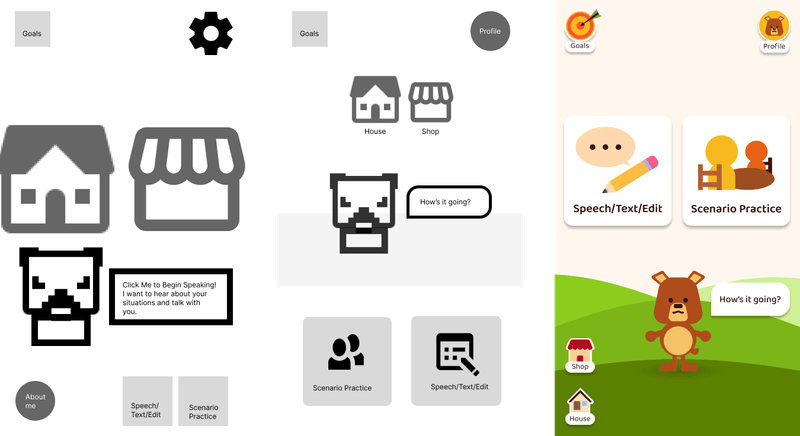 Goals
Click Me to Begin Speaking!
I want to hear about your
situations and talk with
you.
About
me
Speech/
Text/Edit
Scenario
Practice
Goals
Profile
House
Shop
How's it going?
Scenario Practice
Speech/Text/Edit
Goals
Profile
Speech/Text/Edit
Scenario Practice
How's it going?
Shop
House